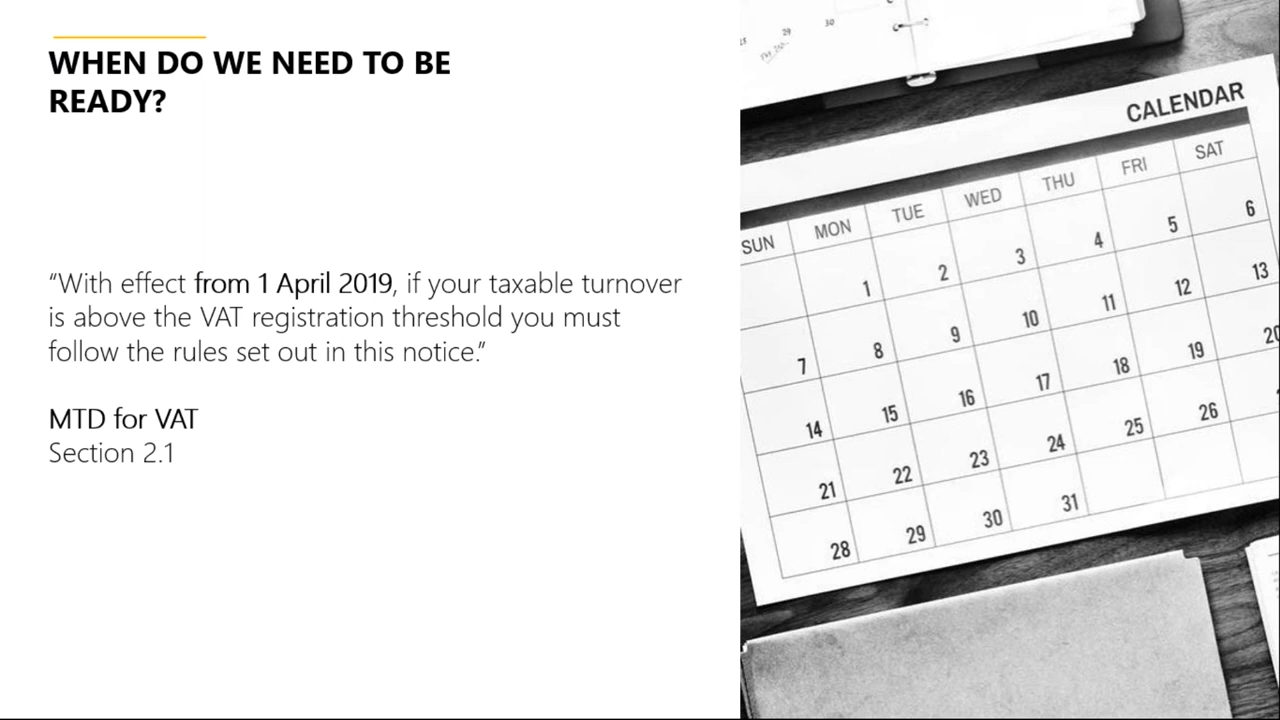 WHEN DO WE NEED TO BE
READY?
“With effect from 1 April 2019, if your taxable turnover
is above the VAT registration threshold you must
follow the rules set out in this notice.”
MTD for VAT
Section 2.1
29
30
CALENDAR
SUN MON TUE WED THU FRI SAT
1 2 3 4 5 6
7 8 9 10 11 12 13
14 15 16 17 18 19 20
21 22 23 24 25 26
28 29 30 31